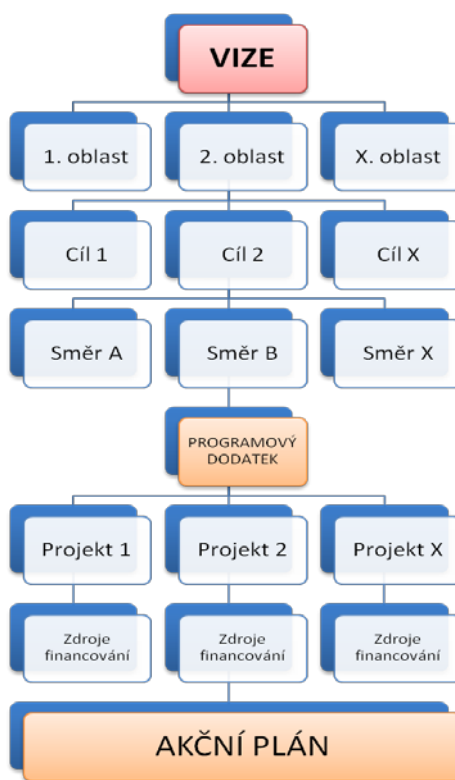 VIZE
1. oblast
2. oblast
X. oblast
Cíl 1
Cíl 2
Cíl X
Směr A
Směr B
Směr X
PROGRAMOVÝ
DODATEK
Projekt 1
Projekt 2
Projekt X
Zdroje
financování
Zdroje
financování
Zdroje
financování
AKČNÍ PLÁN